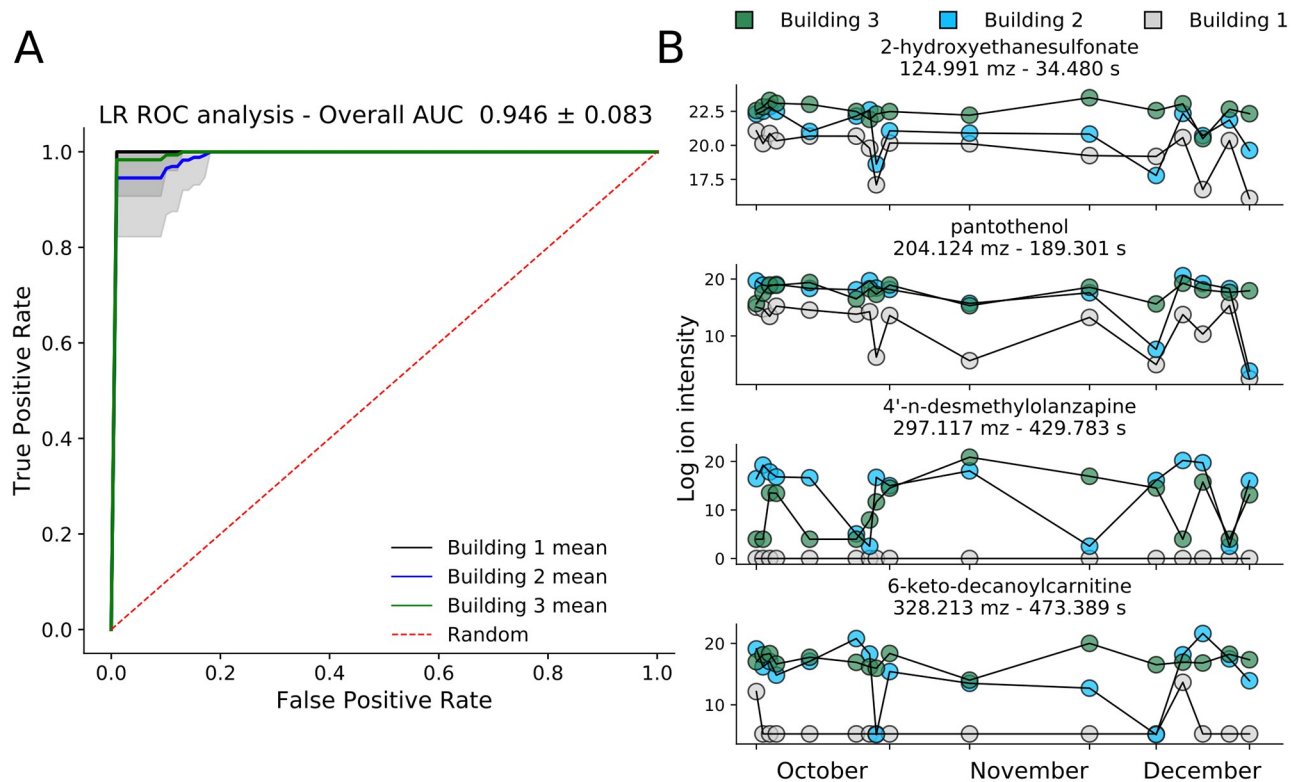 A
LR ROC analysis - Overall AUC 0.946 ± 0.083
True Positive Rate
1.0
0.8
0.6
0.4
0.2
0.0
Building 1 mean
Building 2 mean
Building 3 mean
Random
0.0 0.2 0.4 0.6 0.8 1.0
False Positive Rate
B
Building 3 Building 2 Building 1
Log ion intensity
2-hydroxyethanesulfonate
124.991 mz - 34.480 s
22.5
20.0
17.5
pantothenol
204.124 mz - 189.301 s
20
10
4'-n-desmethylolanzapine
297.117 mz - 429.783 s
20
10
0
6-keto-decanoylcarnitine
328.213 mz - 473.389 s
20
10
October November December